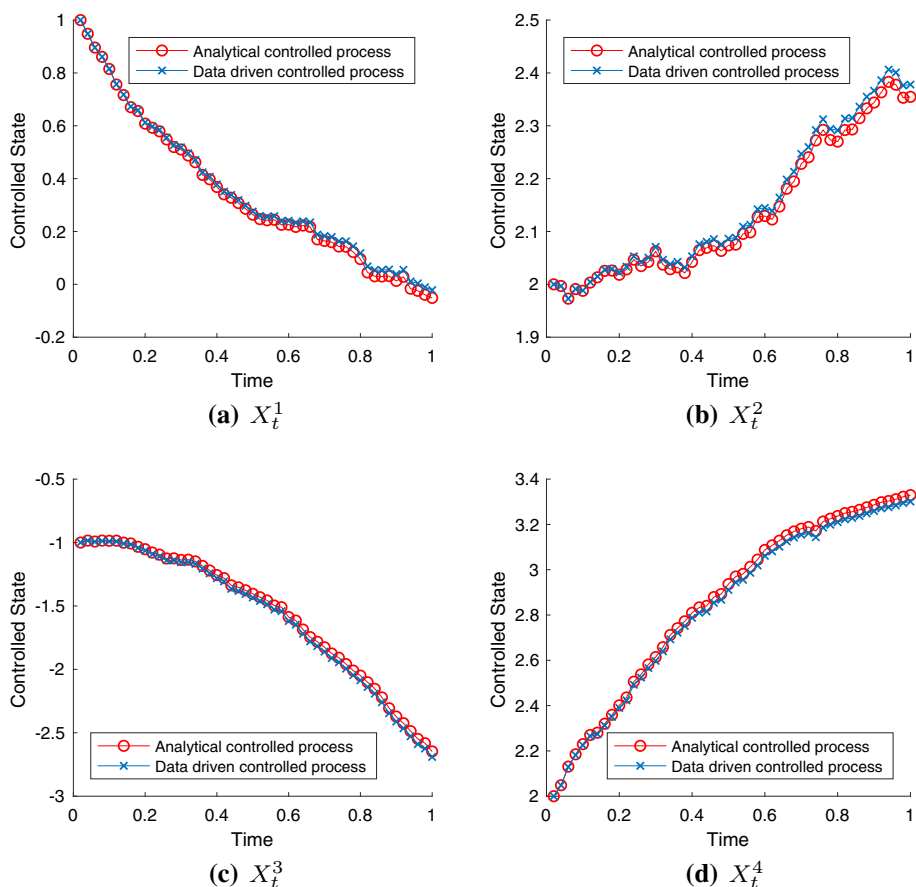 1
0.8
0.6
0.4
0.2
0
-0.2
0 0.2 0.4 0.6 0.8 1
Controlled State
Time
Analytical controlled process
Data driven controlled process
(a) X_t^1
2.5
2.4
2.3
2.2
2.1
2
1.9
0 0.2 0.4 0.6 0.8 1
Controlled State
Time
Analytical controlled process
Data driven controlled process
(b) X_t^2
-0.5
-1
-1.5
-2
-2.5
-3
0 0.2 0.4 0.6 0.8 1
Controlled State
Time
Analytical controlled process
Data driven controlled process
(c) X_t^3
3.4
3.2
3
2.8
2.6
2.4
2.2
2
0 0.2 0.4 0.6 0.8 1
Controlled State
Time
Analytical controlled process
Data driven controlled process
(d) X_t^4